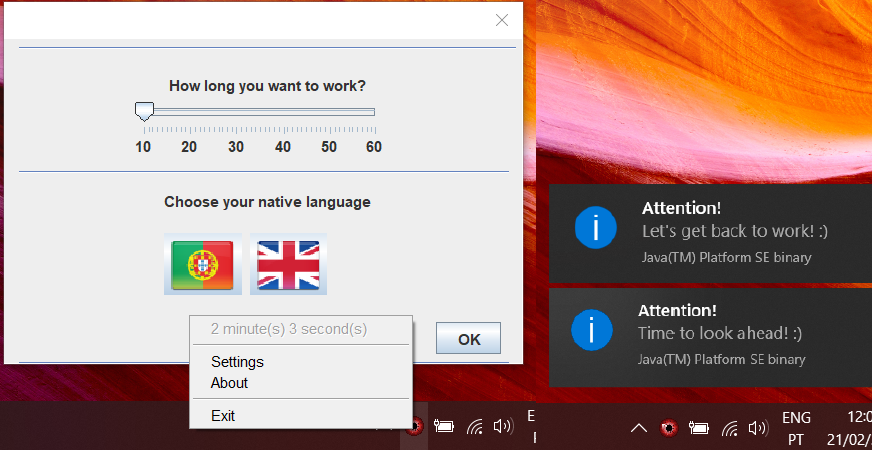 How long you want to work?
10 20 30 40 50 60
Choose your native language
2 minute(s) 3 second(s)
Settings
About
Exit
OK
Attention!
Let's get back to work! :)
Java(TM) Platform SE binary
Attention!
Time to look ahead! :)
Java(TM) Platform SE binary
ENG
PT
12:0
21/02/